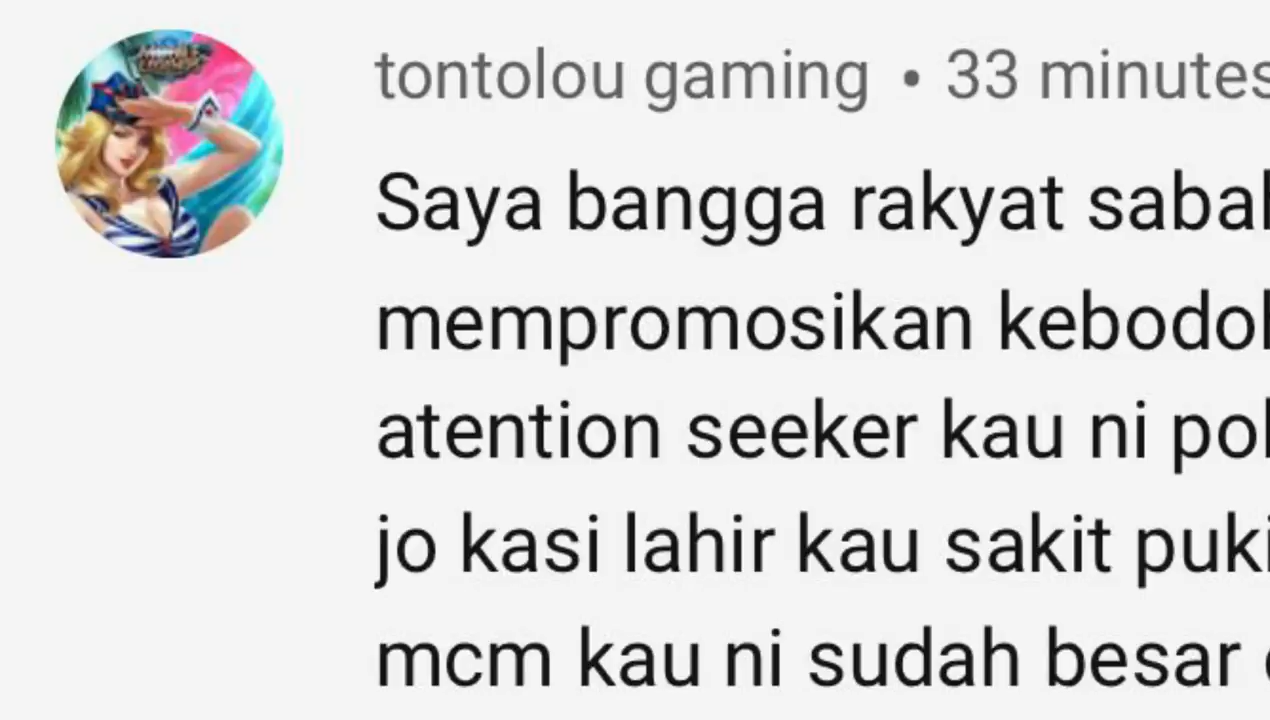 tontolou gaming • 33 minutes
Saya bangga rakyat sabah
mempromosikan
atention seeker kau ni
jo kasi lahir kau sakit
mcm kau ni sudah besar